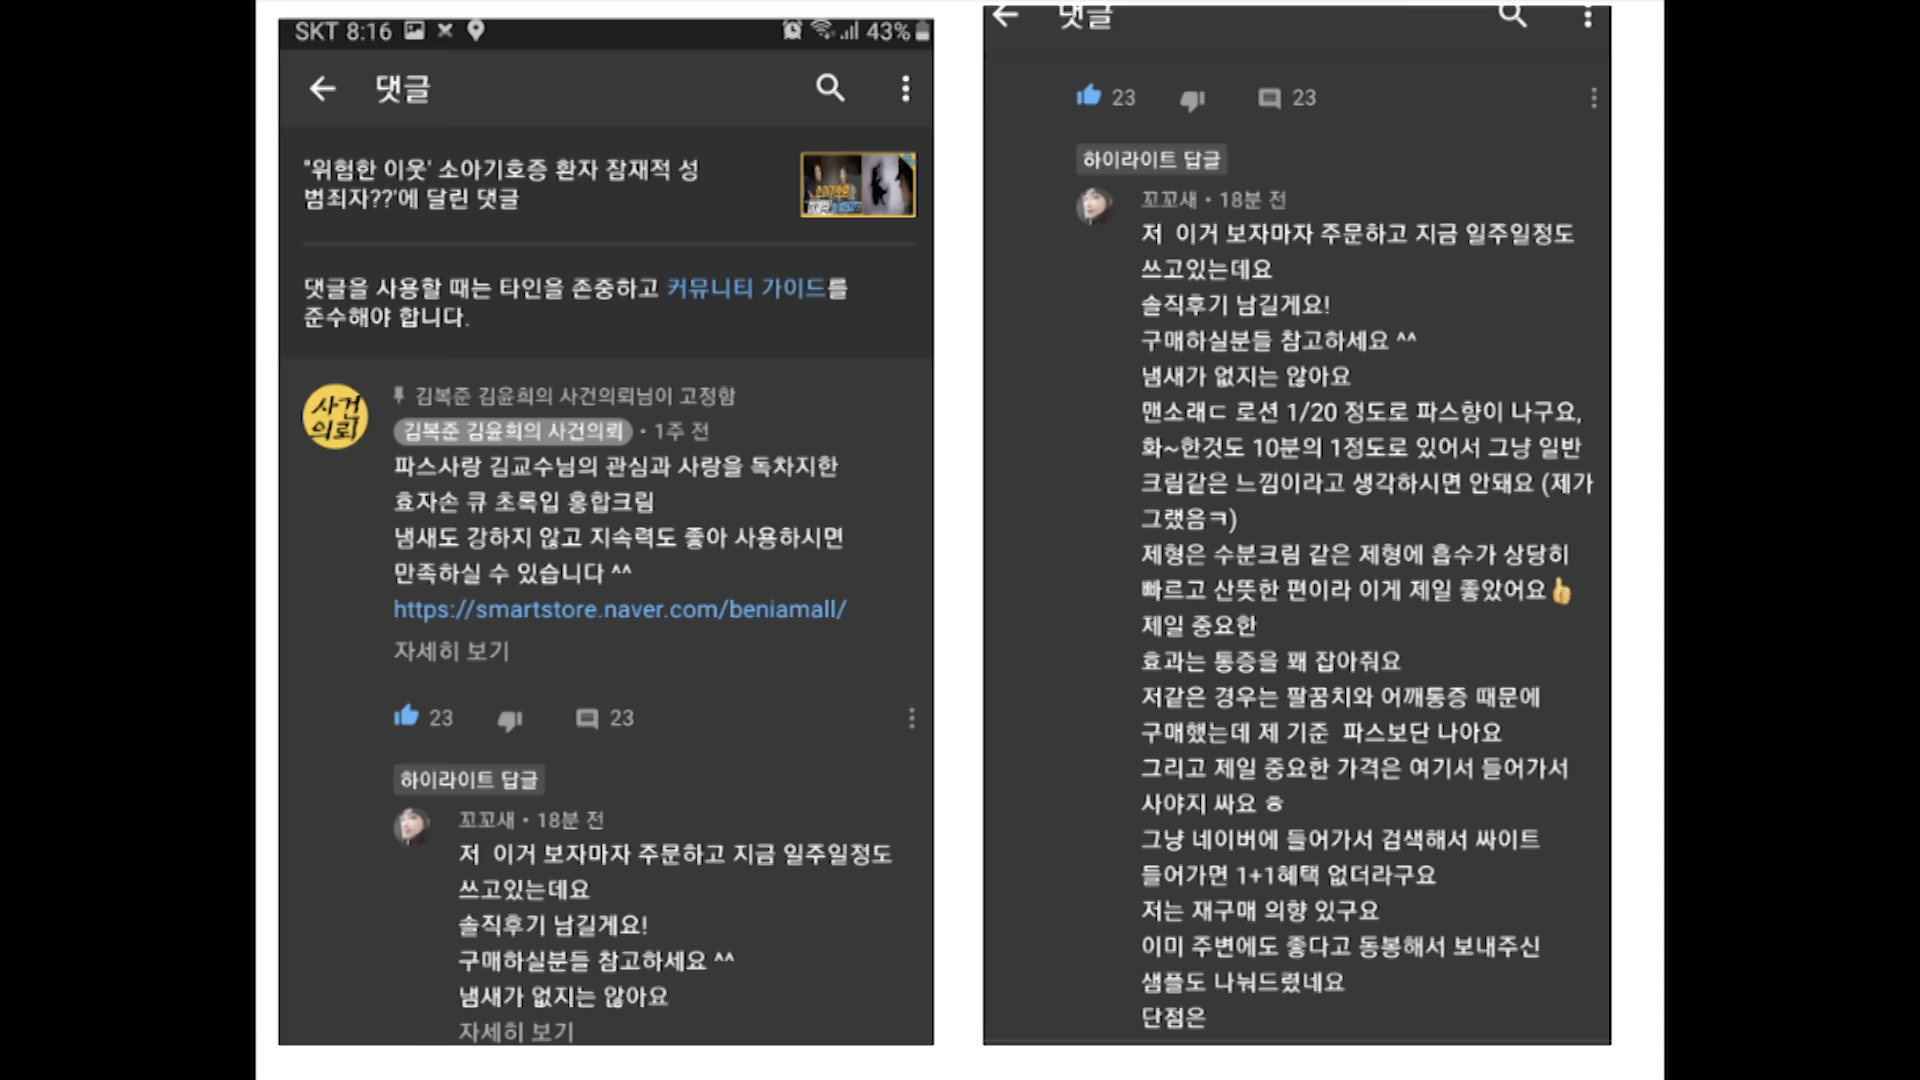 SKT 8:16
43%
댓글
"위험한 이웃' 소아기호증 환자 잠재적 성
범죄자??'에 달린 댓글
댓글을 사용할 때는 타인을 존중하고 커뮤니티 가이드를
준수해야 합니다.
김복준 김윤희의 사건의뢰님이 고정함
사건
의뢰
김복준 김윤희의 사건의뢰 • 1주 전
파스사랑 김교수님의 관심과 사랑을 독차지한
효자손 큐 초록입 홍합크림
냄새도 강하지 않고 지속력도 좋아 사용하시면
만족하실 수 있습니다 ^^
https://smartstore.naver.com/beniamall/
자세히 보기
23 23
하이라이트 답글
꼬꼬새 • 18분 전
저 이거 보자마자 주문하고 지금 일주일정도
쓰고있는데요
솔직후기 남길게요!
구매하실분들 참고하세요 ^^
냄새가 없지는 않아요
자세히 보기
댓글
23 23
하이라이트 답글
꼬꼬새 • 18분 전
저 이거 보자마자 주문하고 지금 일주일정도
쓰고있는데요
솔직후기 남길게요!
구매하실분들 참고하세요 ^^
냄새가 없지는 않아요
맨소래ㄷ 로션 1/20 정도로 파스향이 나구요,
화~한것도 10분의 1정도로 있어서 그냥 일반
크림같은 느낌이라고 생각하시면 안돼요 (제가
그랬음ㅋ)
제형은 수분크림 같은 제형에 흡수가 상당히
빠르고 산뜻한 편이라 이게 제일 좋았어요👍
제일 중요한
효과는 통증을 꽤 잡아줘요
저같은 경우는 팔꿈치와 어깨통증 때문에
구매했는데 제 기준 파스보단 나아요
그리고 제일 중요한 가격은 여기서 들어가서
사야지 싸요 ㅎ
그냥 네이버에 들어가서 검색해서 싸이트
들어가면 1+1혜택 없더라구요
저는 재구매 의향 있구요
이미 주변에도 좋다고 동봉해서 보내주신
샘플도 나눠드렸네요
단점은